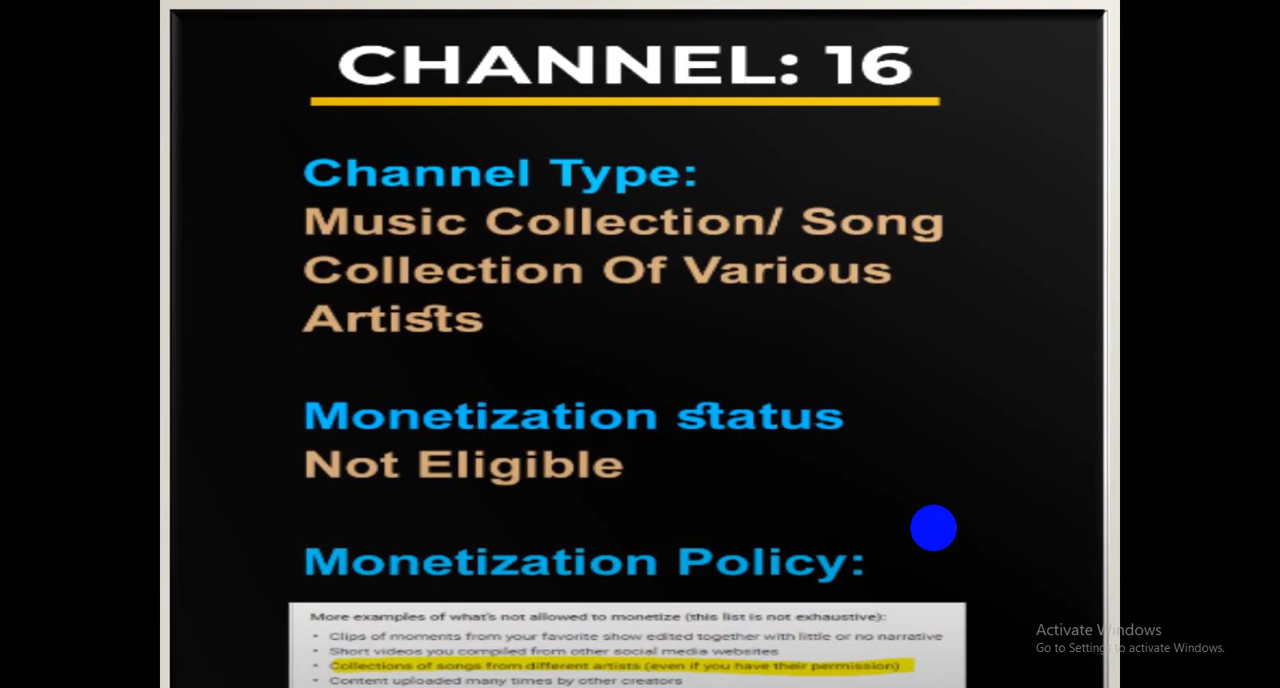 CHANNEL: 16
Channel Type:
Music Collection/ Song
Collection Of Various
Artists
Monetization status
Not Eligible
Monetization Policy:
More examples of what's not allowed to monetize (this list is not exhaustive):
• Clips of moments from your favorite show edited together with little or no narrative
• Short videos you compiled from other social media websites
• Collections of songs from different artists (even if you have their permission)
• Content uploaded many times by other creators
Activate Windows
Go to Settings to activate Windows.